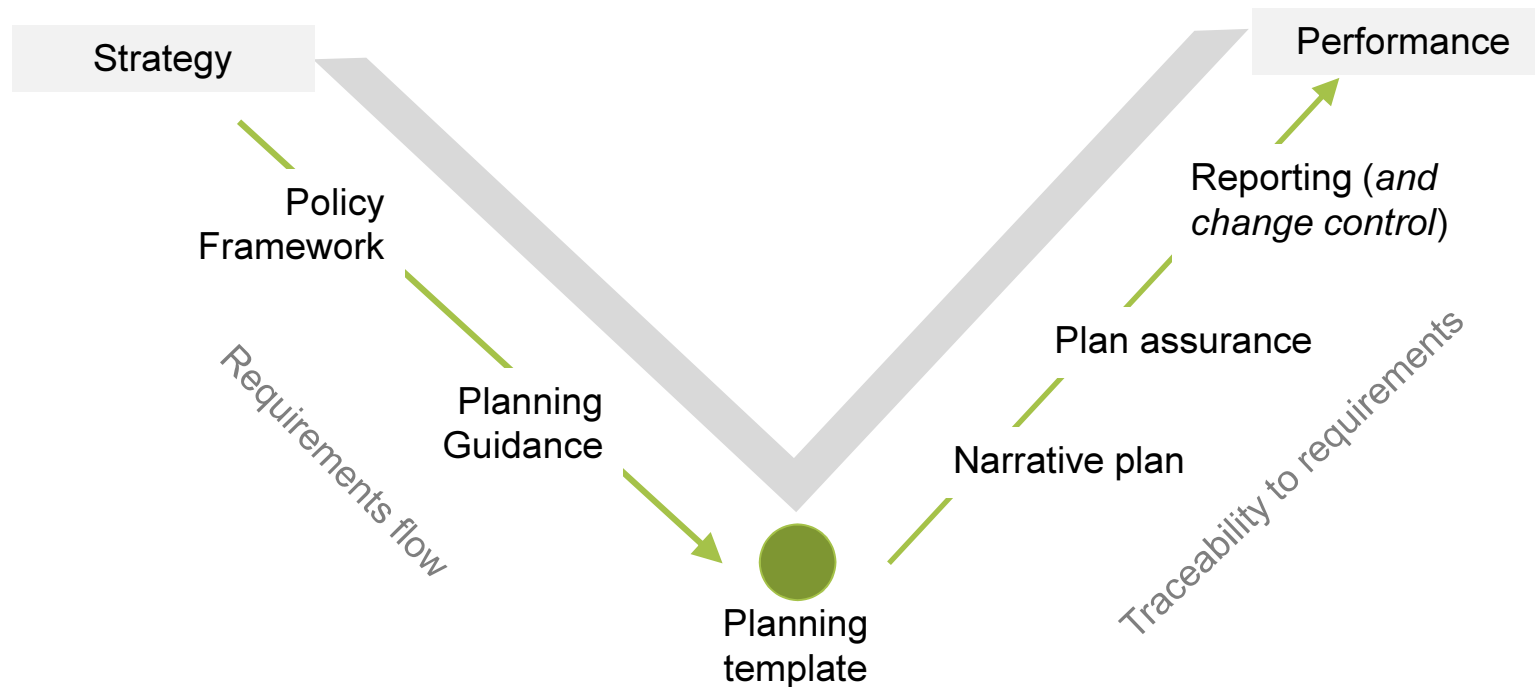 Strategy
Policy
Framework
Requirements flow
Planning
Guidance
Planning
template
Narrative plan
Plan assurance
Reporting (and
change control)
Performance
Traceability to requirements